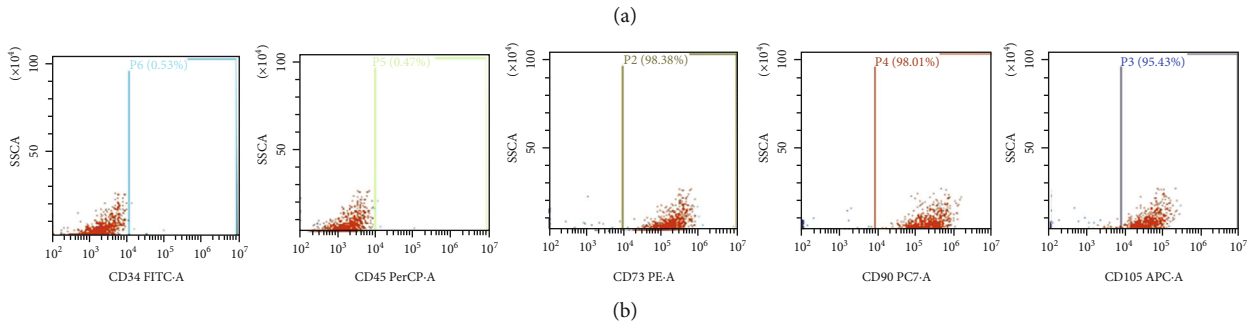 (a)
(×10⁴)
100
50
SSCA
P6 (0.53%)
10² 10³ 10⁴ 10⁵ 10⁶ 10⁷
CD34 FITC·A
(×10⁴)
100
50
SSCA
P5 (0.47%)
10² 10³ 10⁴ 10⁵ 10⁶ 10⁷
CD45 PerCP·A
(×10⁴)
100
50
SSCA
P2 (98.38%)
10² 10³ 10⁴ 10⁵ 10⁶ 10⁷
CD73 PE·A
(×10⁴)
100
50
SSCA
P4 (98.01%)
10² 10³ 10⁴ 10⁵ 10⁶ 10⁷
CD90 PC7·A
(×10⁴)
100
50
SSCA
P3 (95.43%)
10² 10³ 10⁴ 10⁵ 10⁶ 10⁷
CD105 APC·A
(b)